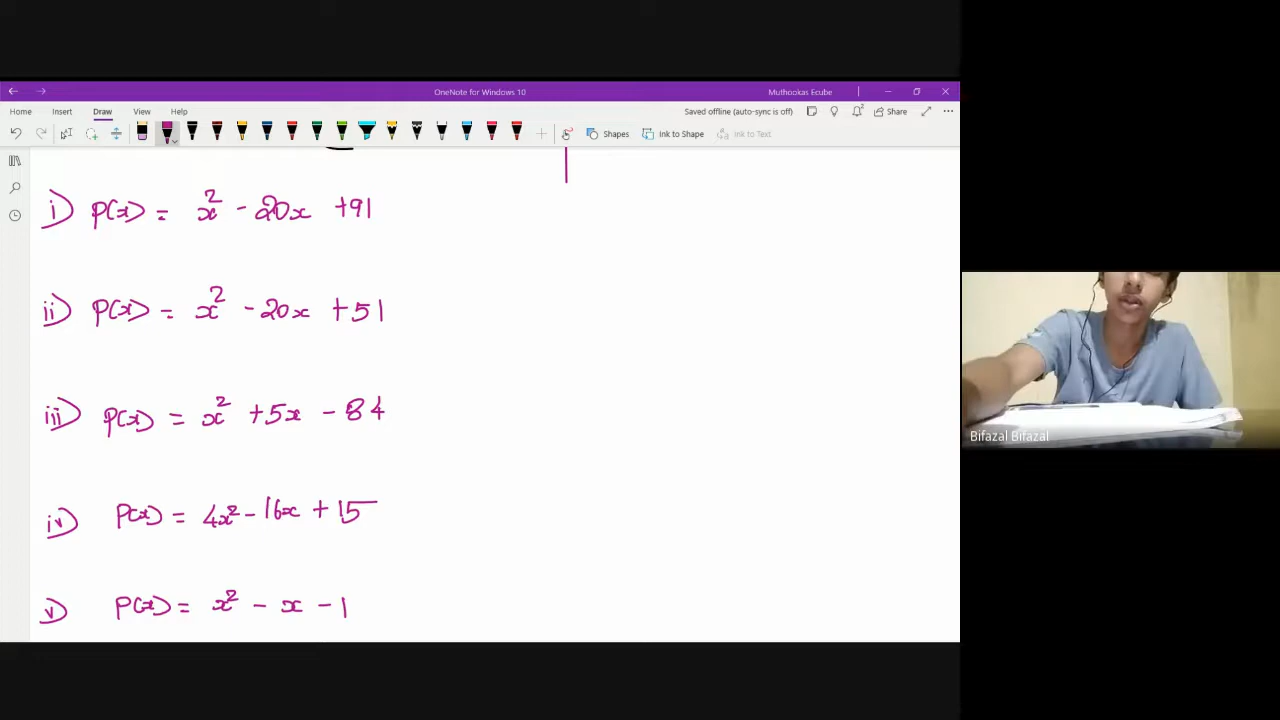 OneNote for Windows 10
Muthookas Ecube
Home Insert Draw View Help
Saved offline (auto-sync is off)
Share
Shapes
Ink to Shape
Ink to Text
i) P(x) = x² - 20x + 91
ii) P(x) = x² - 20x + 51
iii) P(x) = x² + 5x - 84
iv) P(x) = 4x² - 16x + 15
v) P(x) = x² - x - 1
Bifazal Bifazal